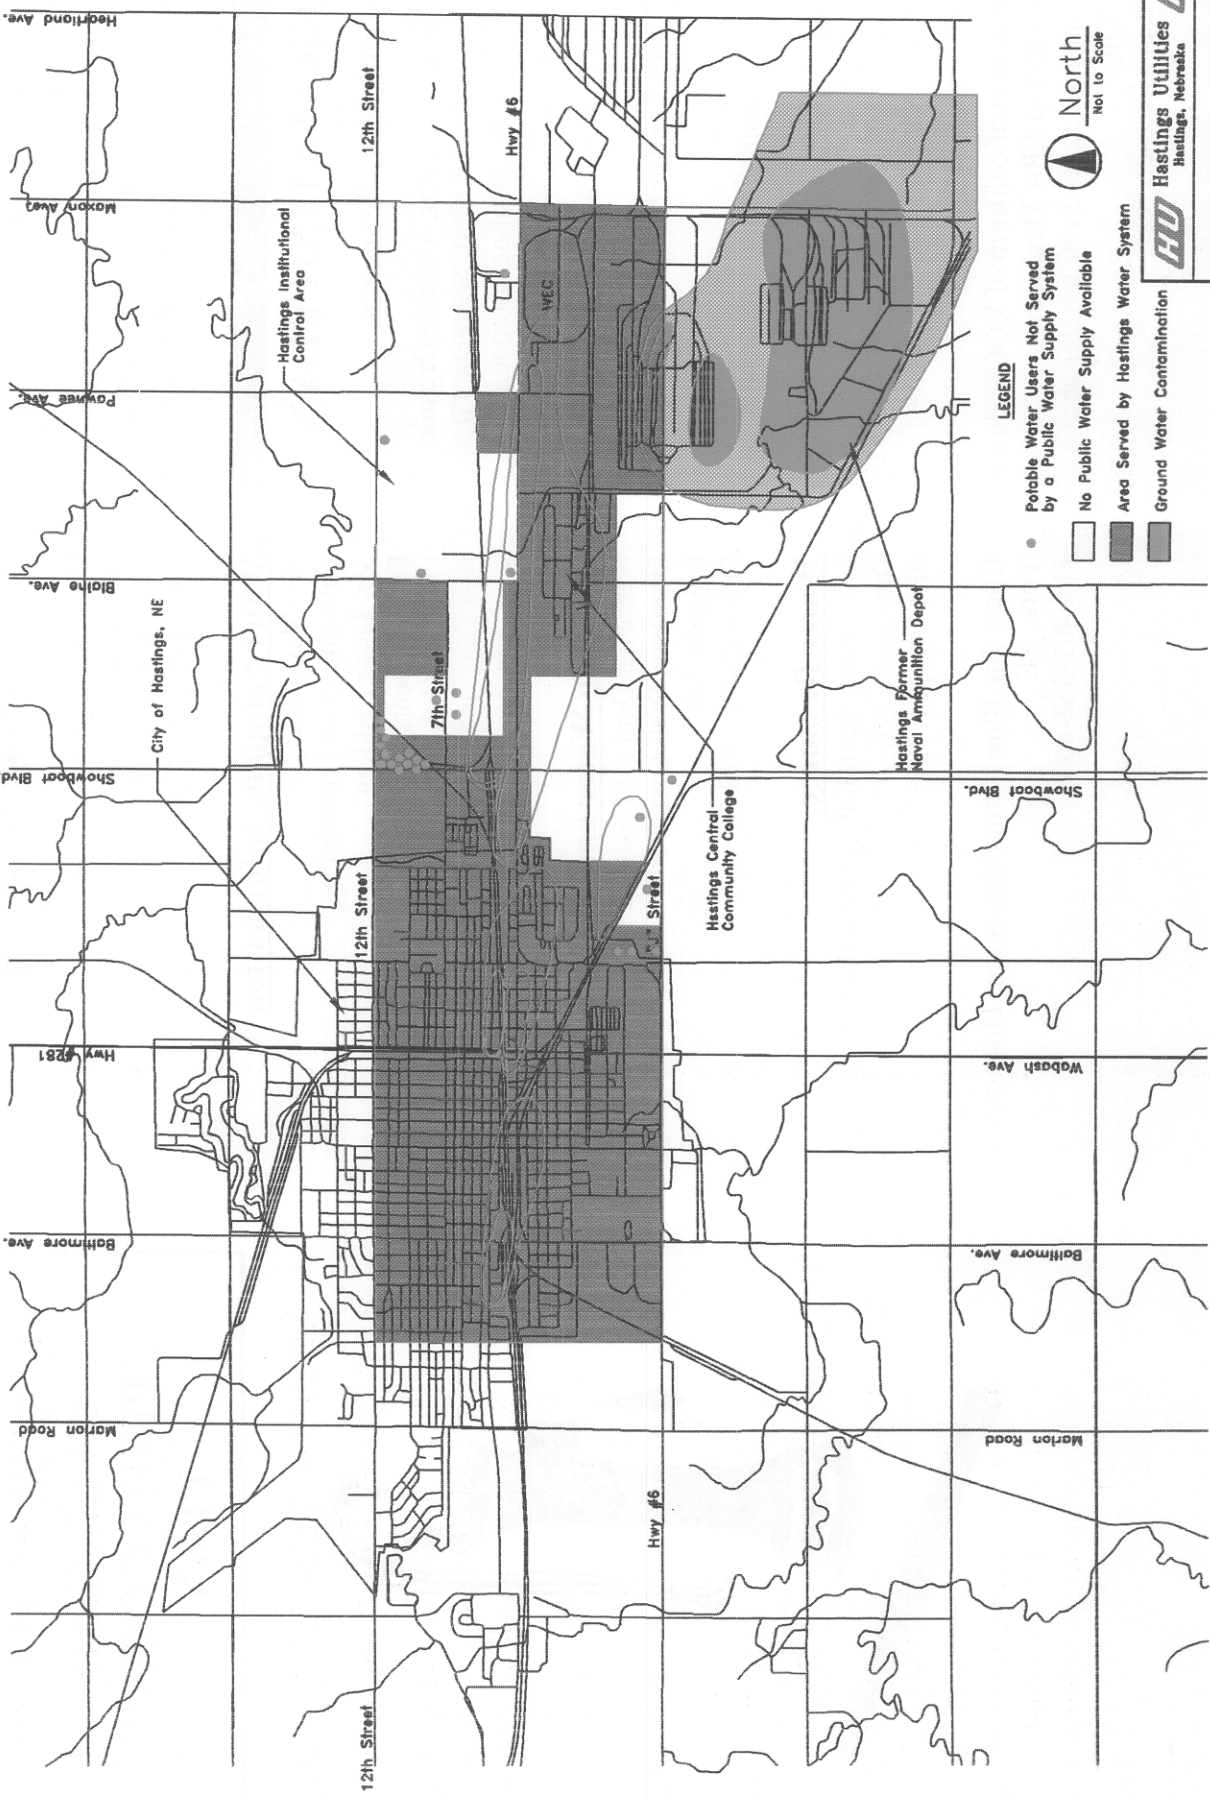 Heartland Ave.
Maxon Ave.
Pawnee Ave.
Blaine Ave.
Showboat Blvd.
Hwy #281
Baltimore Ave.
Marion Road
12th Street
Hwy #6
Hastings Institutional
Control Area
WEC
City of Hastings, NE
7th Street
12th Street
"J" Street
Hastings Former
Naval Ammunition Depot
Hsstings Central
Community College
Showboat Blvd.
Wabash Ave.
Baltimore Ave.
Marion Road
Hwy #6
12th Street
North
Not to Scale
LEGEND
Potable Water Users Not Served
by a Public Water Supply System
No Public Water Supply Available
Area Served by Hastings Water System
Ground Water Contamination
HU Hastings Utilities
Hastings, Nebraska